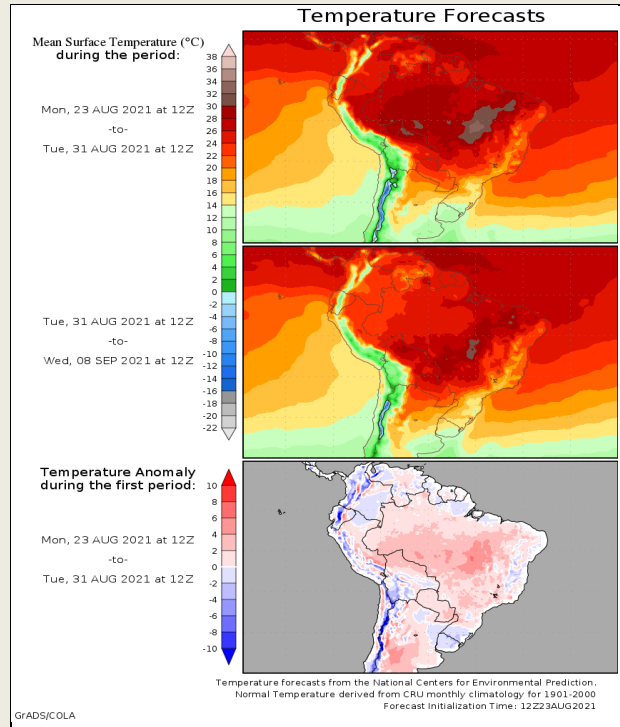 Temperature Forecasts
Mean Surface Temperature (°C)
during the period:
38
36
34
32
30
28
26
24
22
20
18
16
14
12
10
8
6
4
2
0
-2
-4
-6
-8
-10
-12
-14
-16
-18
-20
-22
Mon, 23 AUG 2021 at 12Z
-to-
Tue, 31 AUG 2021 at 12Z
Tue, 31 AUG 2021 at 12Z
-to-
Wed, 08 SEP 2021 at 12Z
Temperature Anomaly
during the first period:
10
8
6
4
2
0
-2
-4
-6
-8
-10
Mon, 23 AUG 2021 at 12Z
-to-
Tue, 31 AUG 2021 at 12Z
Temperature forecasts from the National Centers for Environmental Prediction.
Normal Temperature derived from CRU monthly climatology for 1901-2000
Forecast Initialization Time: 12Z23AUG2021
GrADS/COLA